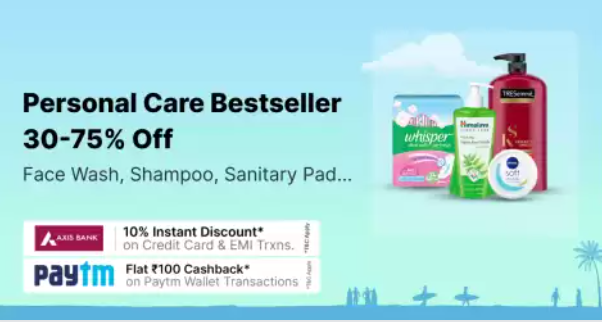 Personal Care Bestseller
30-75% Off
Face Wash, Shampoo, Sanitary Pad...
AXIS BANK
10% Instant Discount*
on Credit Card & EMI Trxns.
*T&C Apply
paytm
Flat ₹100 Cashback*
on Paytm Wallet Transactions
*T&C Apply
whisper
Himalaya
TRESemmé
KS
NIVEA
soft